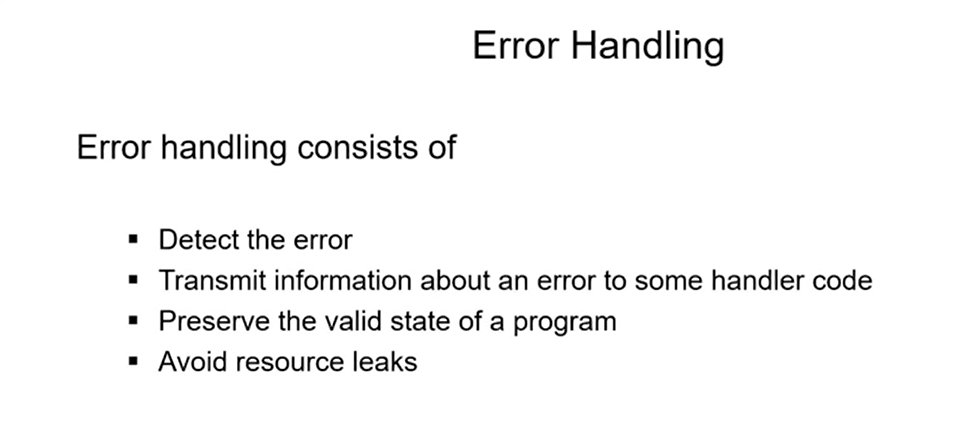 Error Handling
Error handling consists of
▪ Detect the error
▪ Transmit information about an error to some handler code
▪ Preserve the valid state of a program
▪ Avoid resource leaks